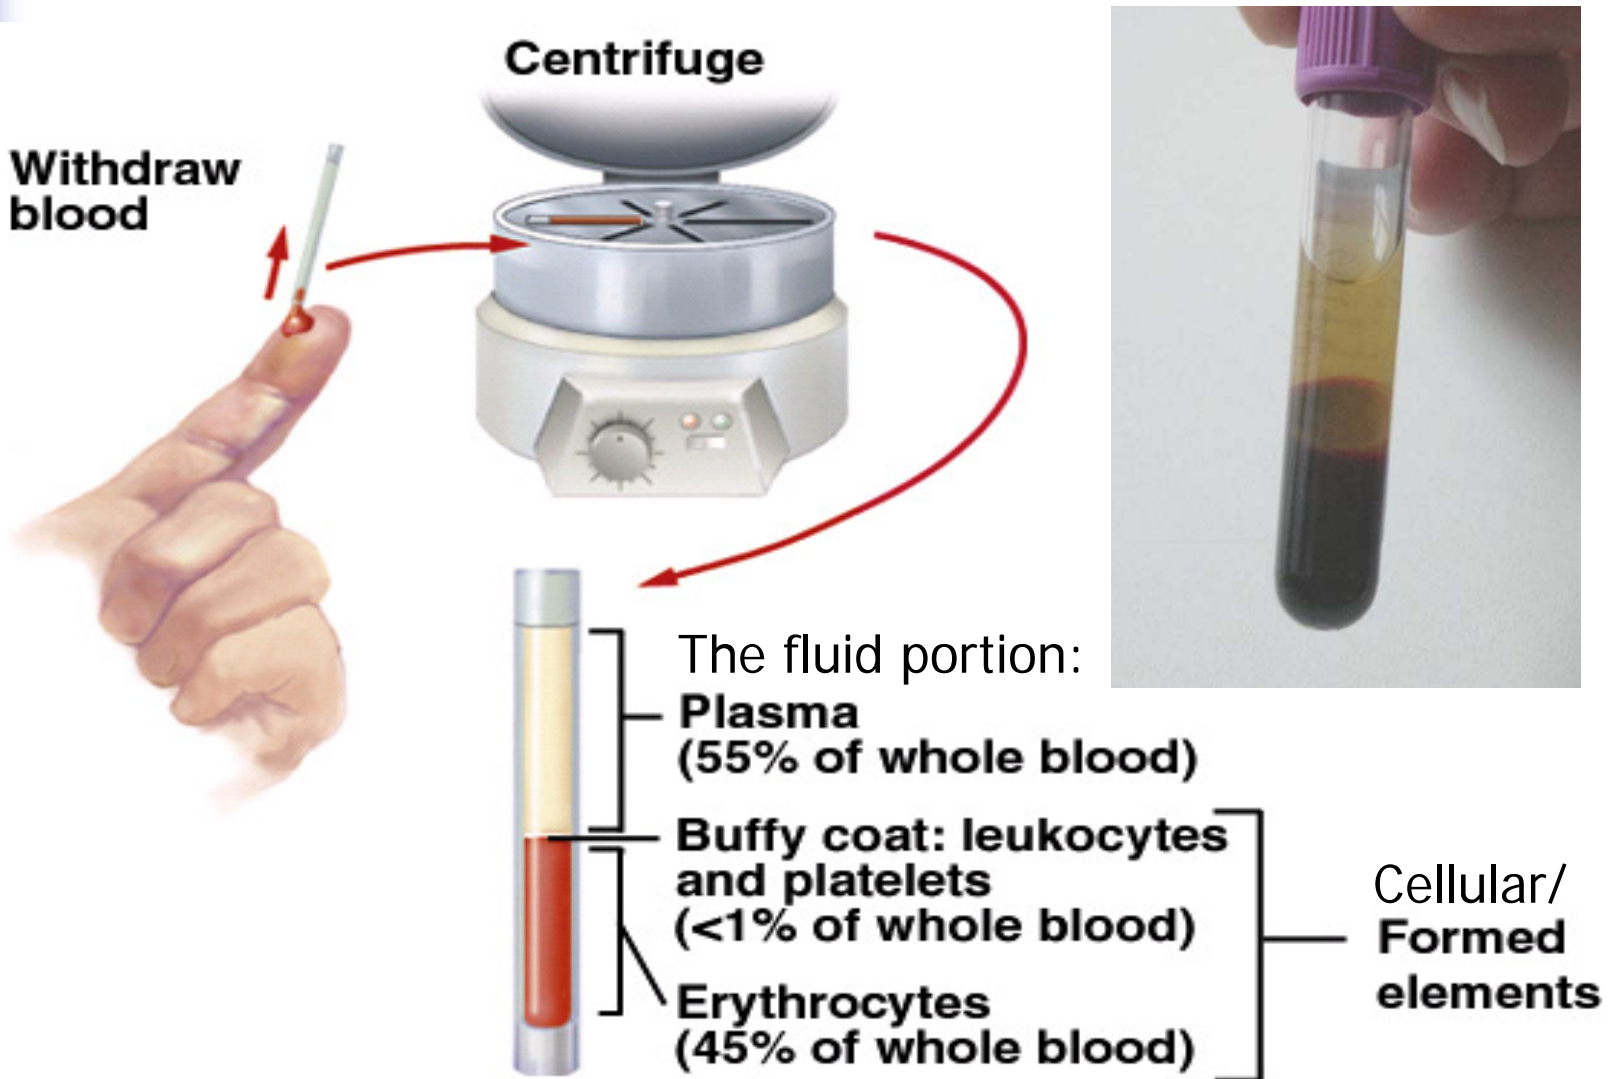 Centrifuge
Withdraw
blood
The fluid portion:
Plasma
(55% of whole blood)
Buffy coat: leukocytes
and platelets
(<1% of whole blood)
Erythrocytes
(45% of whole blood)
Cellular/
Formed
elements